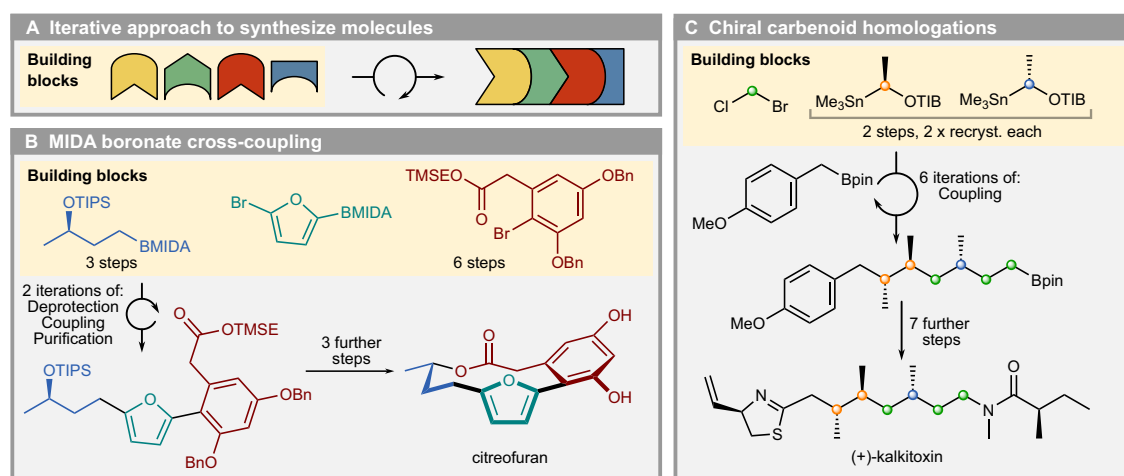 A Iterative approach to synthesize molecules
Building
blocks
B MIDA boronate cross-coupling
Building blocks
OTIPS
BMIDA
3 steps
Br
O
BMIDA
TMSEO
O
Br
OBn
OBn
6 steps
2 iterations of:
Deprotection
Coupling
Purification
OTIPS
O
O
OTMSE
OBn
BnO
3 further
steps
O
O
O
OH
OH
citreofuran
C Chiral carbenoid homologations
Building blocks
Cl
Br
Me3Sn
OTIB
Me3Sn
OTIB
2 steps, 2 x recryst. each
Bpin
MeO
6 iterations of:
Coupling
MeO
Bpin
7 further
steps
N
S
N
O
(+)-kalkitoxin